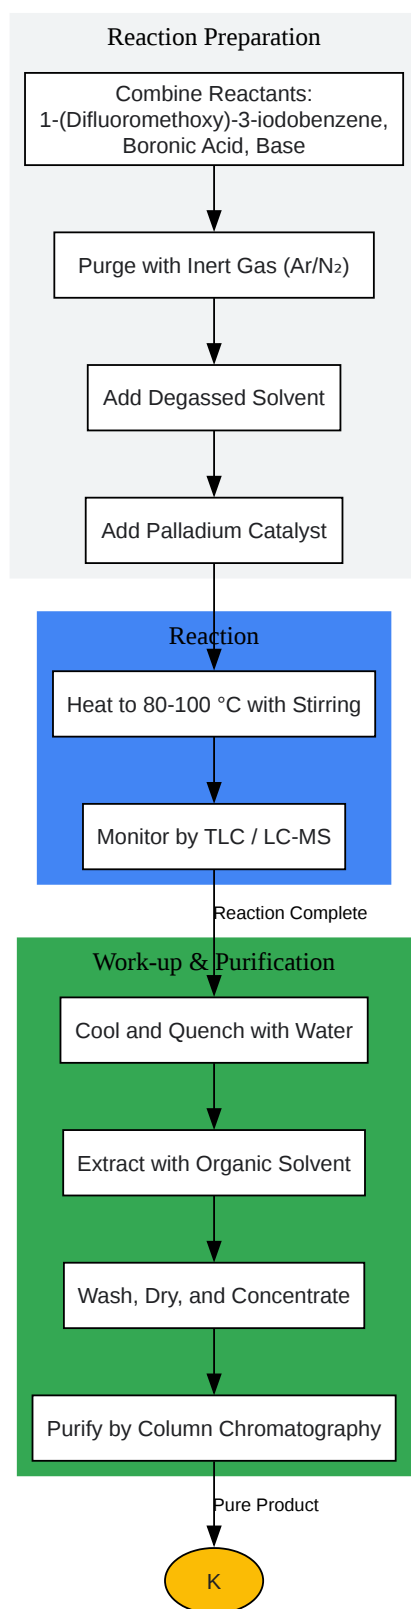 Reaction Preparation
Combine Reactants:
1-(Difluoromethoxy)-3-iodobenzene,
Boronic Acid, Base
Purge with Inert Gas (Ar/N₂)
Add Degassed Solvent
Add Palladium Catalyst
Reaction
Heat to 80-100 °C with Stirring
Monitor by TLC / LC-MS
Reaction Complete
Work-up & Purification
Cool and Quench with Water
Extract with Organic Solvent
Wash, Dry, and Concentrate
Purify by Column Chromatography
Pure Product
K